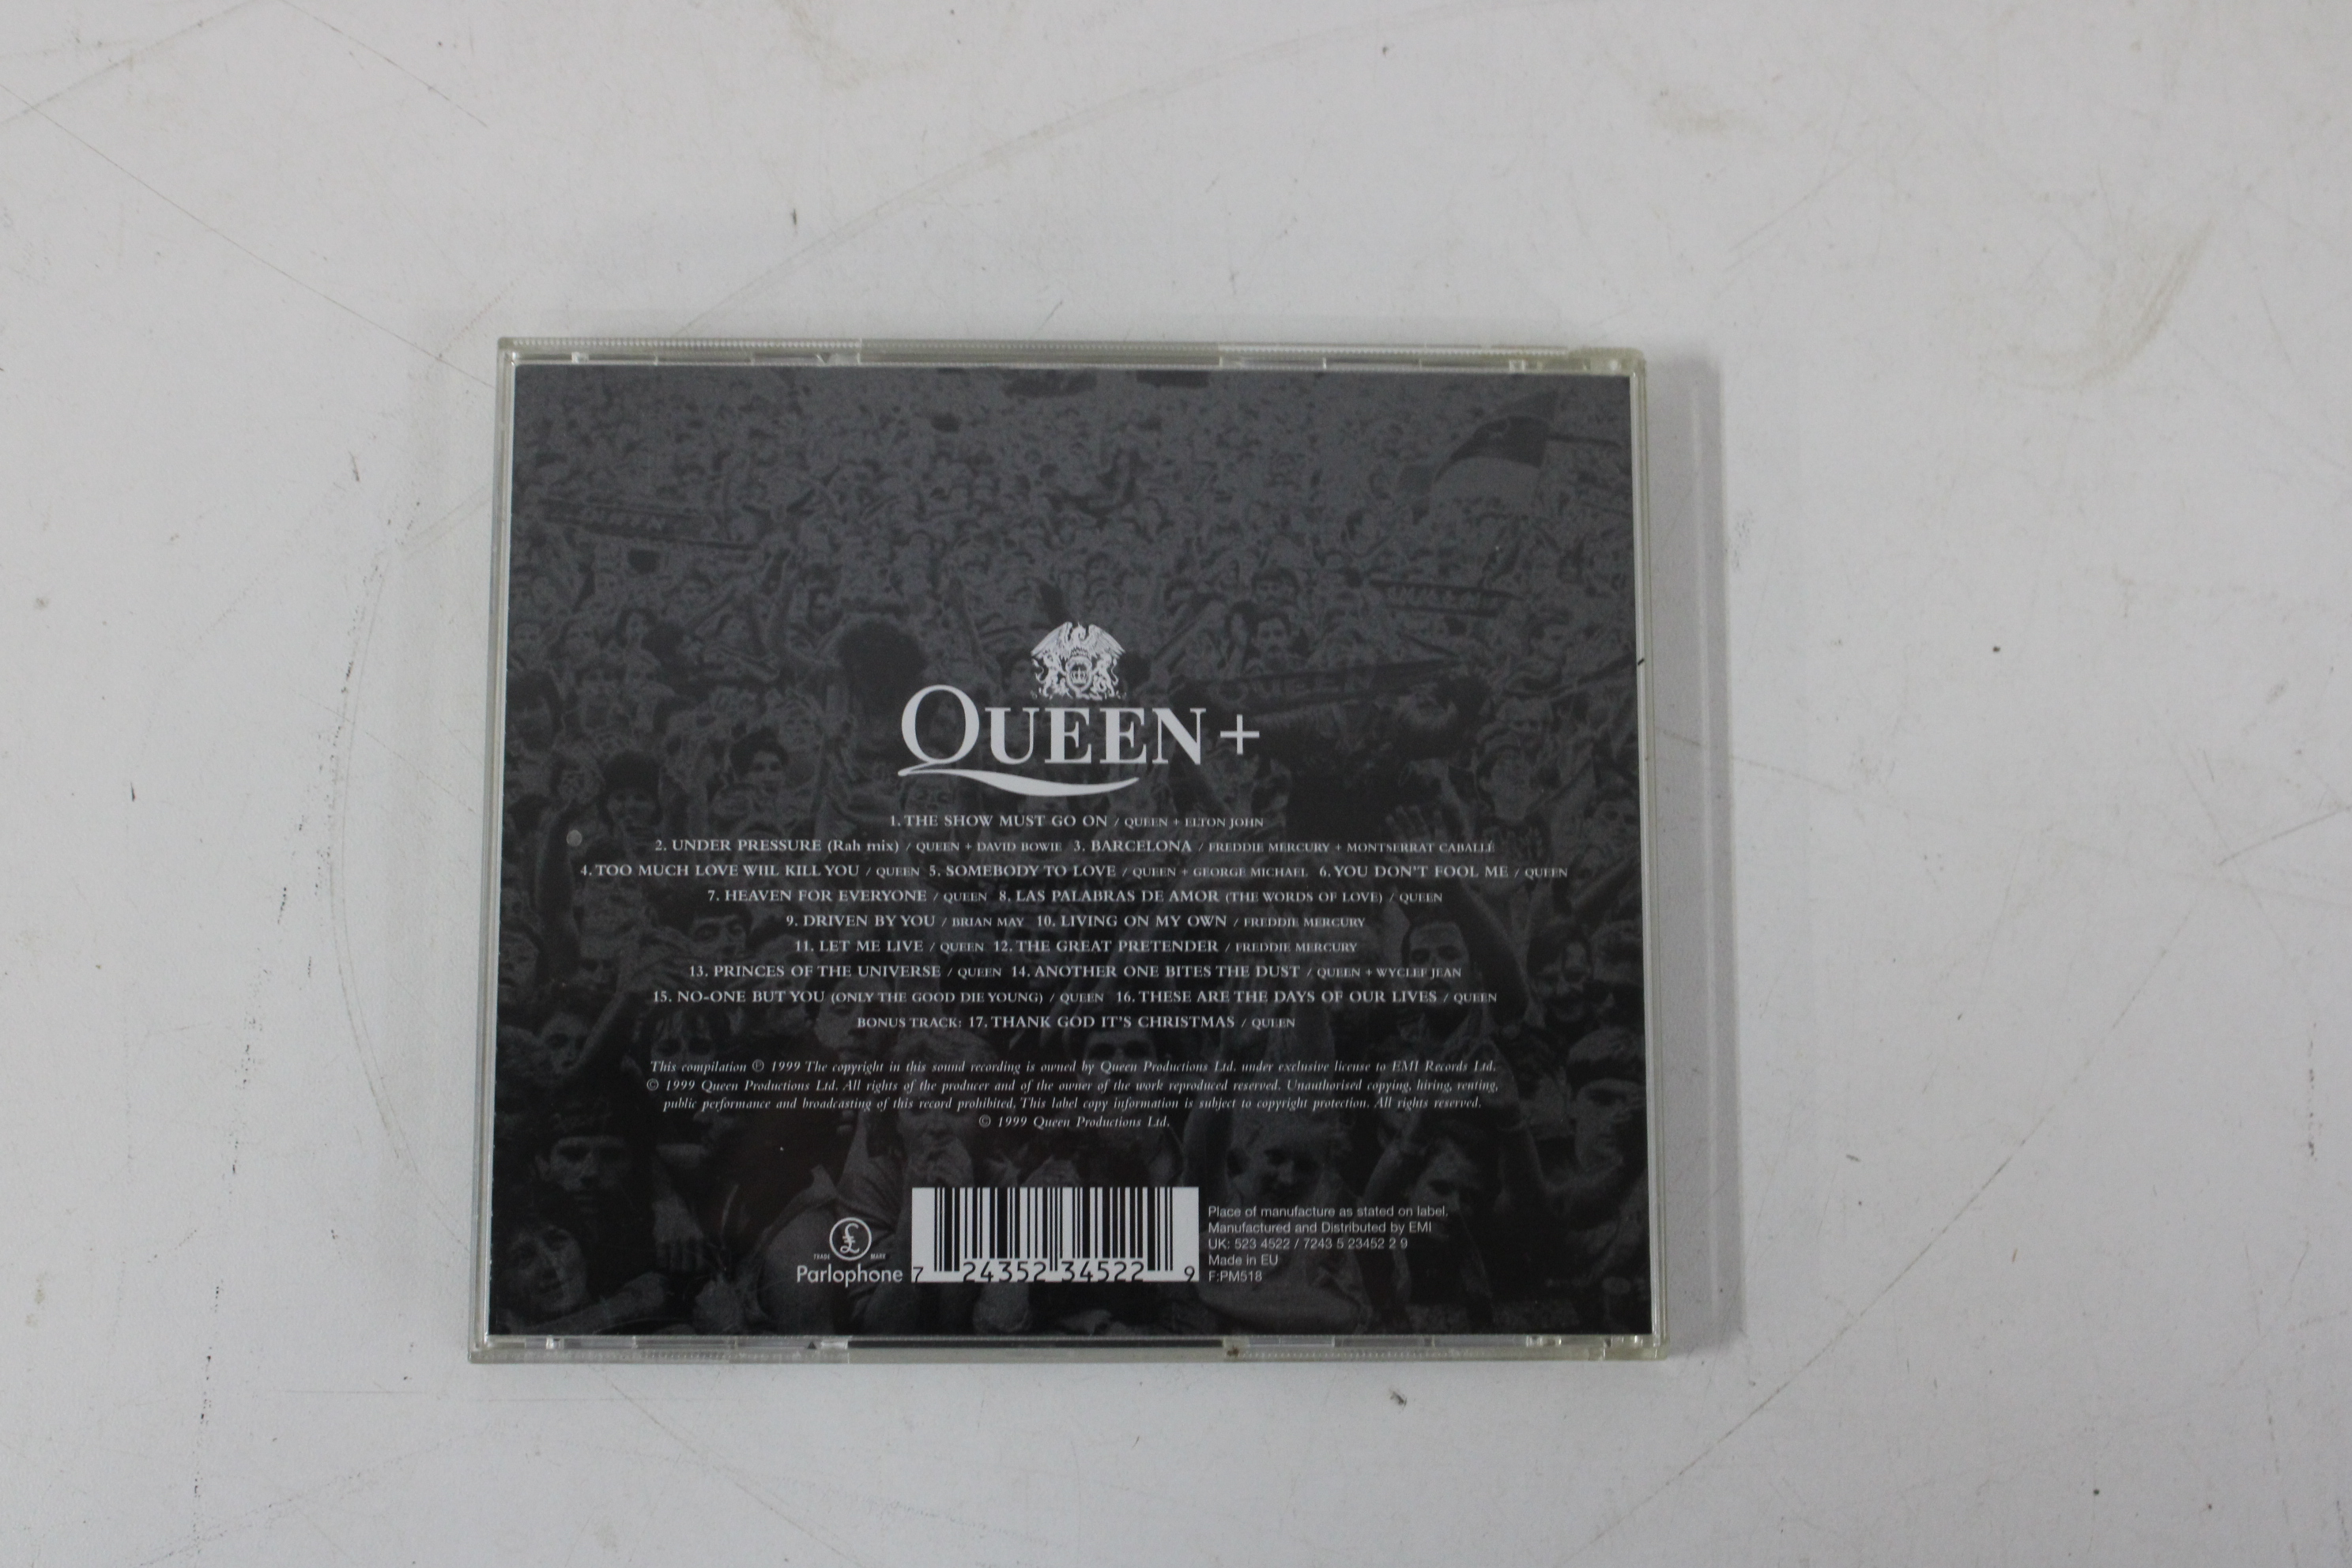 QUEEN+
1. THE SHOW MUST GO ON / QUEEN + ELTON JOHN
2. UNDER PRESSURE (Rah mix) / QUEEN + DAVID BOWIE 3. BARCELONA / FREDDIE MERCURY + MONTSERRAT CABALLÉ
4. TOO MUCH LOVE WILL KILL YOU / QUEEN 5. SOMEBODY TO LOVE / QUEEN + GEORGE MICHAEL 6. YOU DON'T FOOL ME / QUEEN
7. HEAVEN FOR EVERYONE / QUEEN 8. LAS PALABRAS DE AMOR (THE WORDS OF LOVE) / QUEEN
9. DRIVEN BY YOU / BRIAN MAY 10. LIVING ON MY OWN / FREDDIE MERCURY
11. LET ME LIVE / QUEEN 12. THE GREAT PRETENDER / FREDDIE MERCURY
13. PRINCES OF THE UNIVERSE / QUEEN 14. ANOTHER ONE BITES THE DUST / QUEEN + WYCLEF JEAN
15. NO-ONE BUT YOU (ONLY THE GOOD DIE YOUNG) / QUEEN 16. THESE ARE THE DAYS OF OUR LIVES / QUEEN
BONUS TRACK: 17. THANK GOD IT'S CHRISTMAS / QUEEN
This compilation ℗ 1999 The copyright in this sound recording is owned by Queen Productions Ltd. under exclusive license to EMI Records Ltd.
© 1999 Queen Productions Ltd. All rights of the producer and of the owner of the work reproduced reserved. Unauthorised copying, hiring, renting,
public performance and broadcasting of this record prohibited. This label copy information is subject to copyright protection. All rights reserved.
© 1999 Queen Productions Ltd.
£
TRADE MARK
Parlophone
7 24352 34522 9
Place of manufacture as stated on label.
Manufactured and Distributed by EMI
UK: 523 4522 / 7243 5 23452 2 9
Made in EU
F:PM518